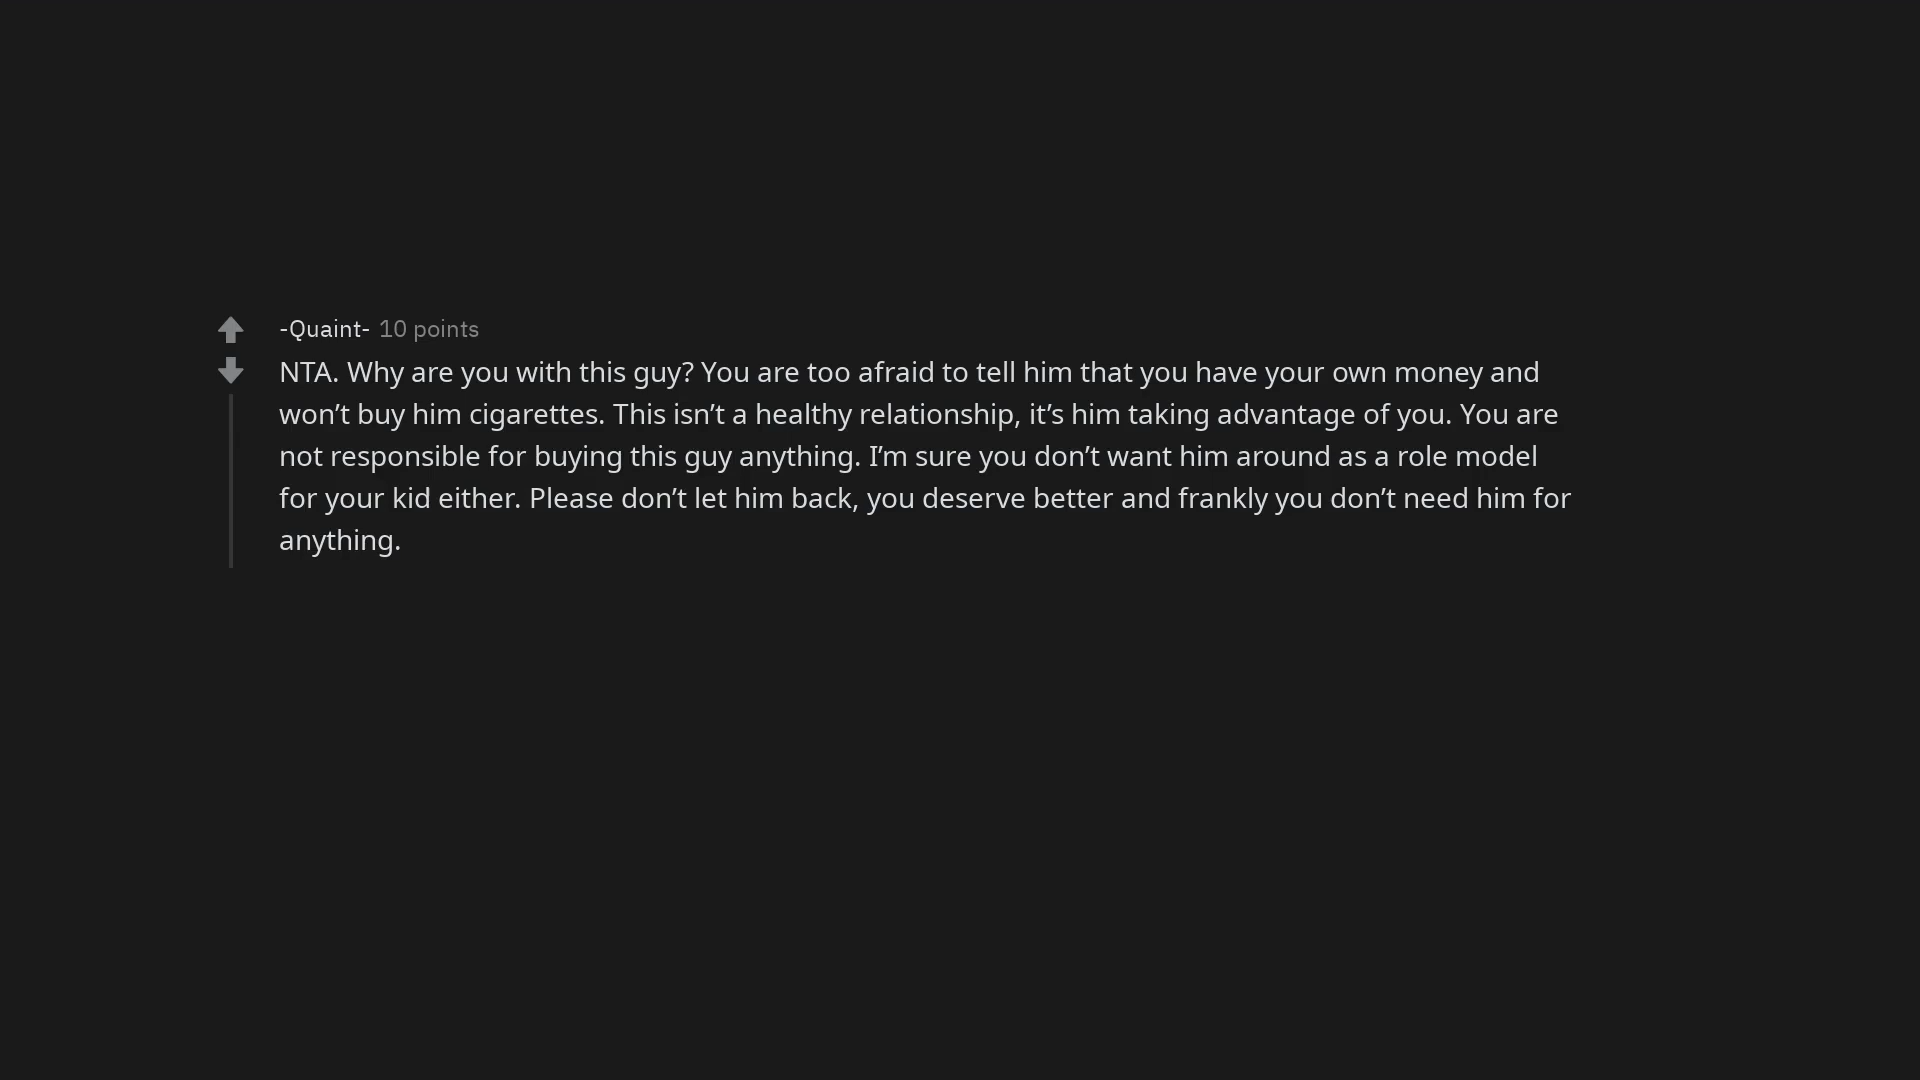 -Quaint- 10 points
NTA. Why are you with this guy? You are too afraid to tell him that you have your own money and
won’t buy him cigarettes. This isn’t a healthy relationship, it’s him taking advantage of you. You are
not responsible for buying this guy anything. I’m sure you don’t want him around as a role model
for your kid either. Please don’t let him back, you deserve better and frankly you don’t need him for
anything.